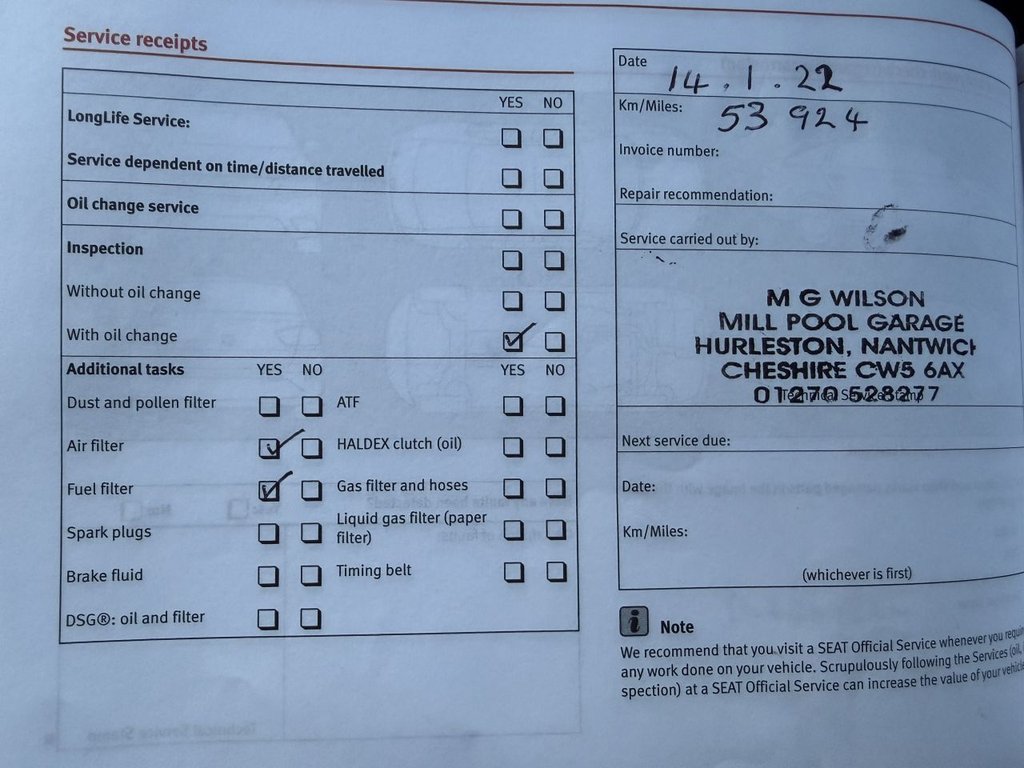 Service receipts
YES NO
LongLife Service:
Service dependent on time/distance travelled
Oil change service
Inspection
Without oil change
With oil change
Additional tasks YES NO YES NO
Dust and pollen filter ATF
Air filter HALDEX clutch (oil)
Fuel filter Gas filter and hoses
Spark plugs Liquid gas filter (paper
filter)
Brake fluid Timing belt
DSG®: oil and filter
Date 14.1.22
Km/Miles: 53 924
Invoice number:
Repair recommendation:
Service carried out by:
M G WILSON
MILL POOL GARAGE
HURLESTON, NANTWICH
CHESHIRE CW5 6AX
01270 528277
Technical Service Stamp
Next service due:
Date:
Km/Miles:
(whichever is first)
i Note
We recommend that you visit a SEAT Official Service whenever you
any work done on your vehicle. Scrupulously following the Services (oil,
spection) at a SEAT Official Service can increase the value of your